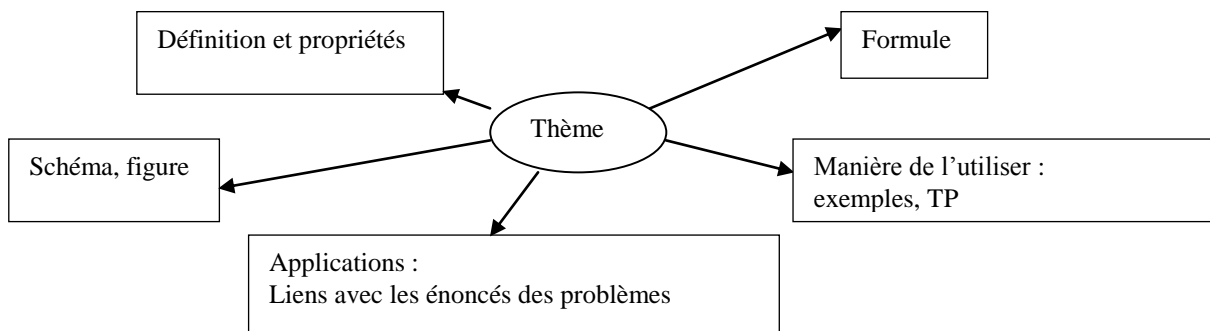 Définition et propriétés
Formule
Thème
Schéma, figure
Manière de l’utiliser :
exemples, TP
Applications :
Liens avec les énoncés des problèmes